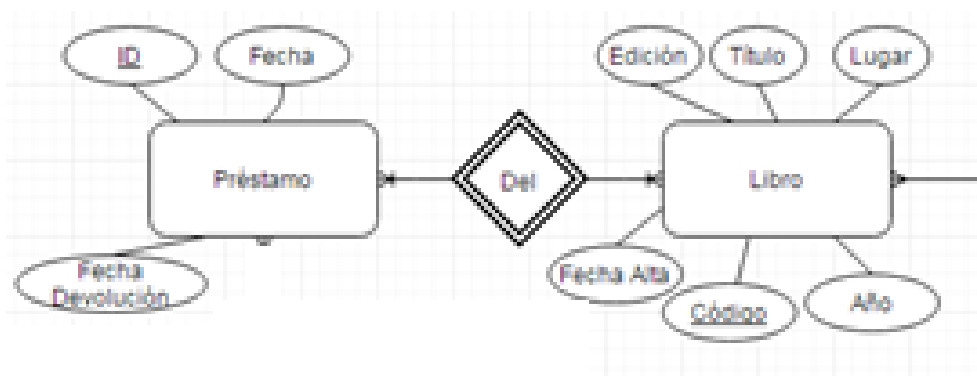 ID
Fecha
Edición
Título
Lugar
Préstamo
Del
Libro
Fecha
Devolución
Fecha Alta
Código
Año